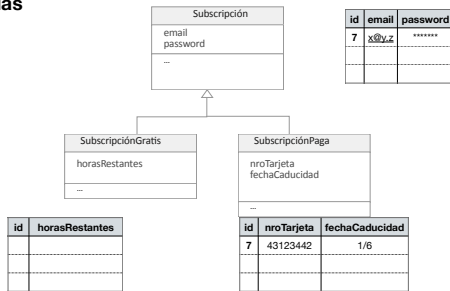 Subscripción
email
password
...
id email password
7 x@y.z *******
SubscripciónGratis
horasRestantes
...
SubscripciónPaga
nroTarjeta
fechaCaducidad
...
id horasRestantes
id nroTarjeta fechaCaducidad
7 43123442 1/6